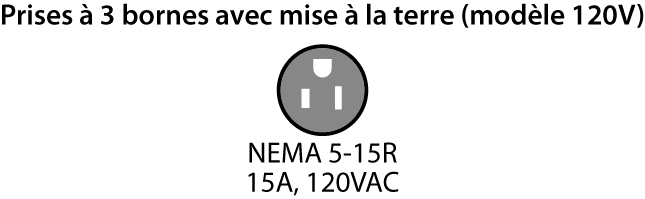 Prises à 3 bornes avec mise à la terre (modèle 120V)
NEMA 5-15R
15A, 120VAC